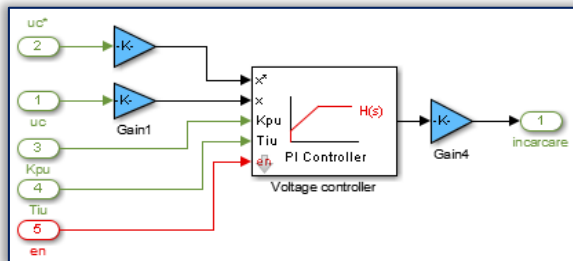 uc*
2
-K-
1
-K-
uc
Gain1
3
Kpu
4
Tiu
5
en
x*
x
Kpu
Tiu
en
H(s)
PI Controller
Voltage controller
-K-
Gain4
1
incarcare